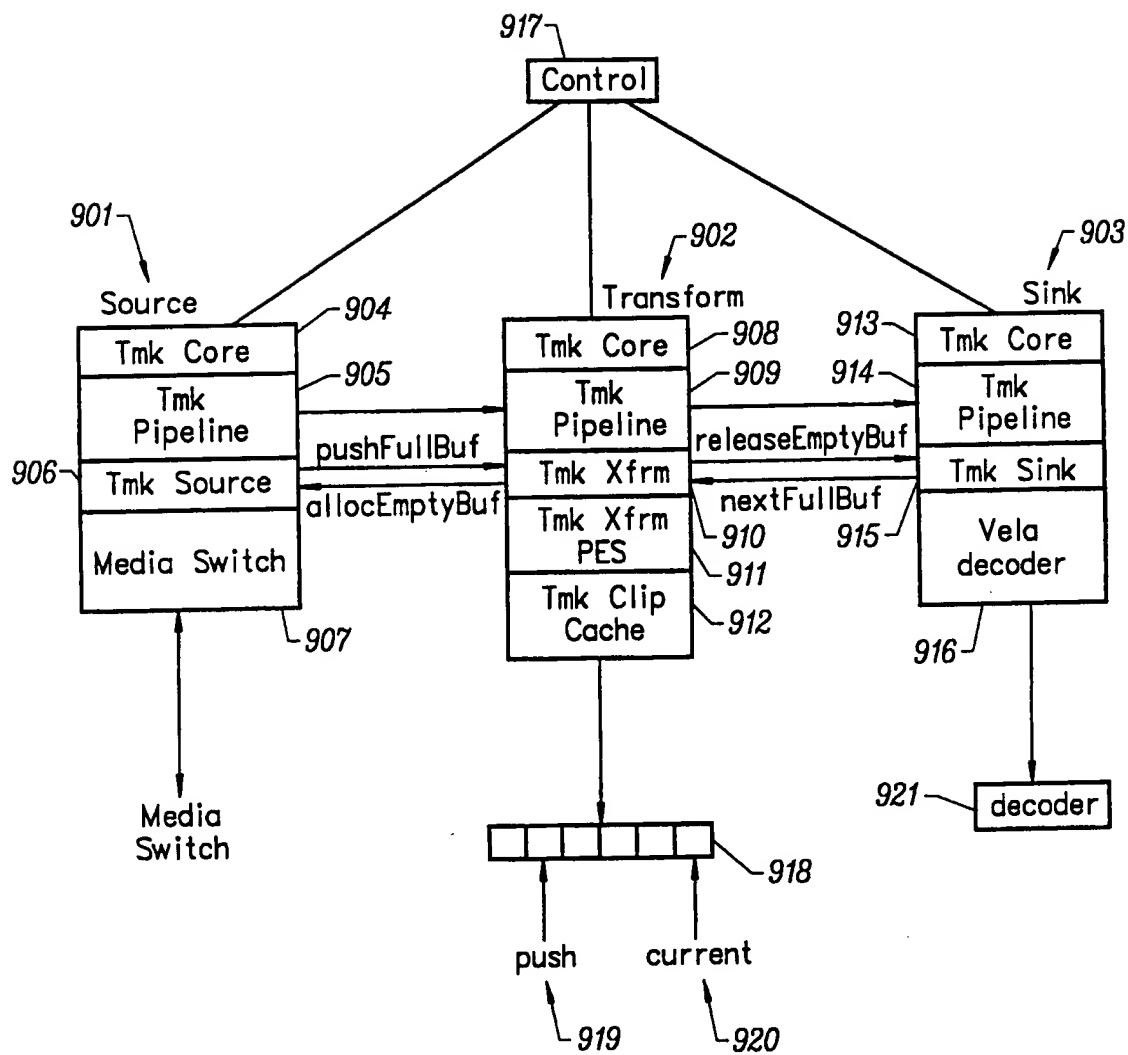 917
Control
901
902
903
Source
Transform
Sink
904
908
913
Tmk Core
Tmk Core
Tmk Core
905
909
914
Tmk
Pipeline
Tmk
Pipeline
Tmk
Pipeline
pushFullBuf
releaseEmptyBuf
906
Tmk Source
Tmk Xfrm
Tmk Sink
allocEmptyBuf
nextFullBuf
910
915
Media Switch
Tmk Xfrm
PES
Vela
decoder
911
Tmk Clip
Cache
912
907
916
Media
Switch
921
decoder
918
push
current
919
920